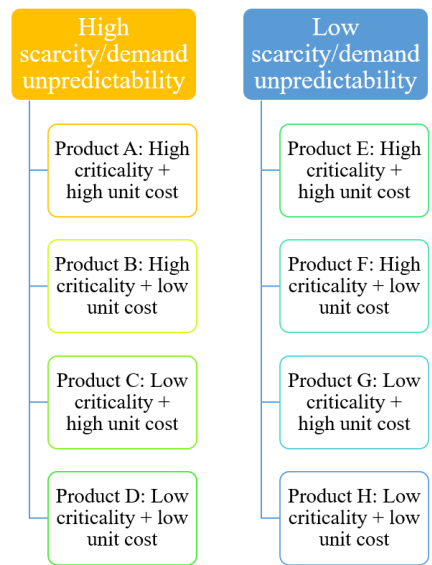 High
scarcity/demand
unpredictability
Product A: High
criticality +
high unit cost
Product B: High
criticality + low
unit cost
Product C: Low
criticality +
high unit cost
Product D: Low
criticality + low
unit cost
Low
scarcity/demand
unpredictability
Product E: High
criticality +
high unit cost
Product F: High
criticality + low
unit cost
Product G: Low
criticality +
high unit cost
Product H: Low
criticality + low
unit cost